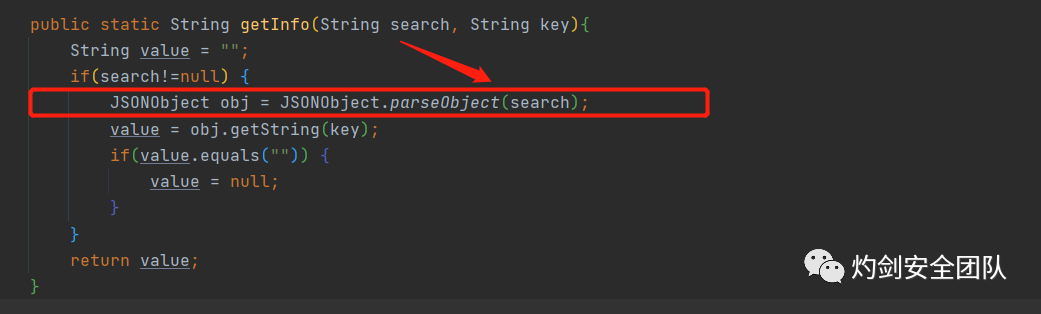 public static String getInfo(String search, String key){
String value = "";
if(search!=null) {
JSONObject obj = JSONObject.parseObject(search);
value = obj.getString(key);
if(value.equals("")) {
value = null;
}
}
return value;
}
灼剑安全团队